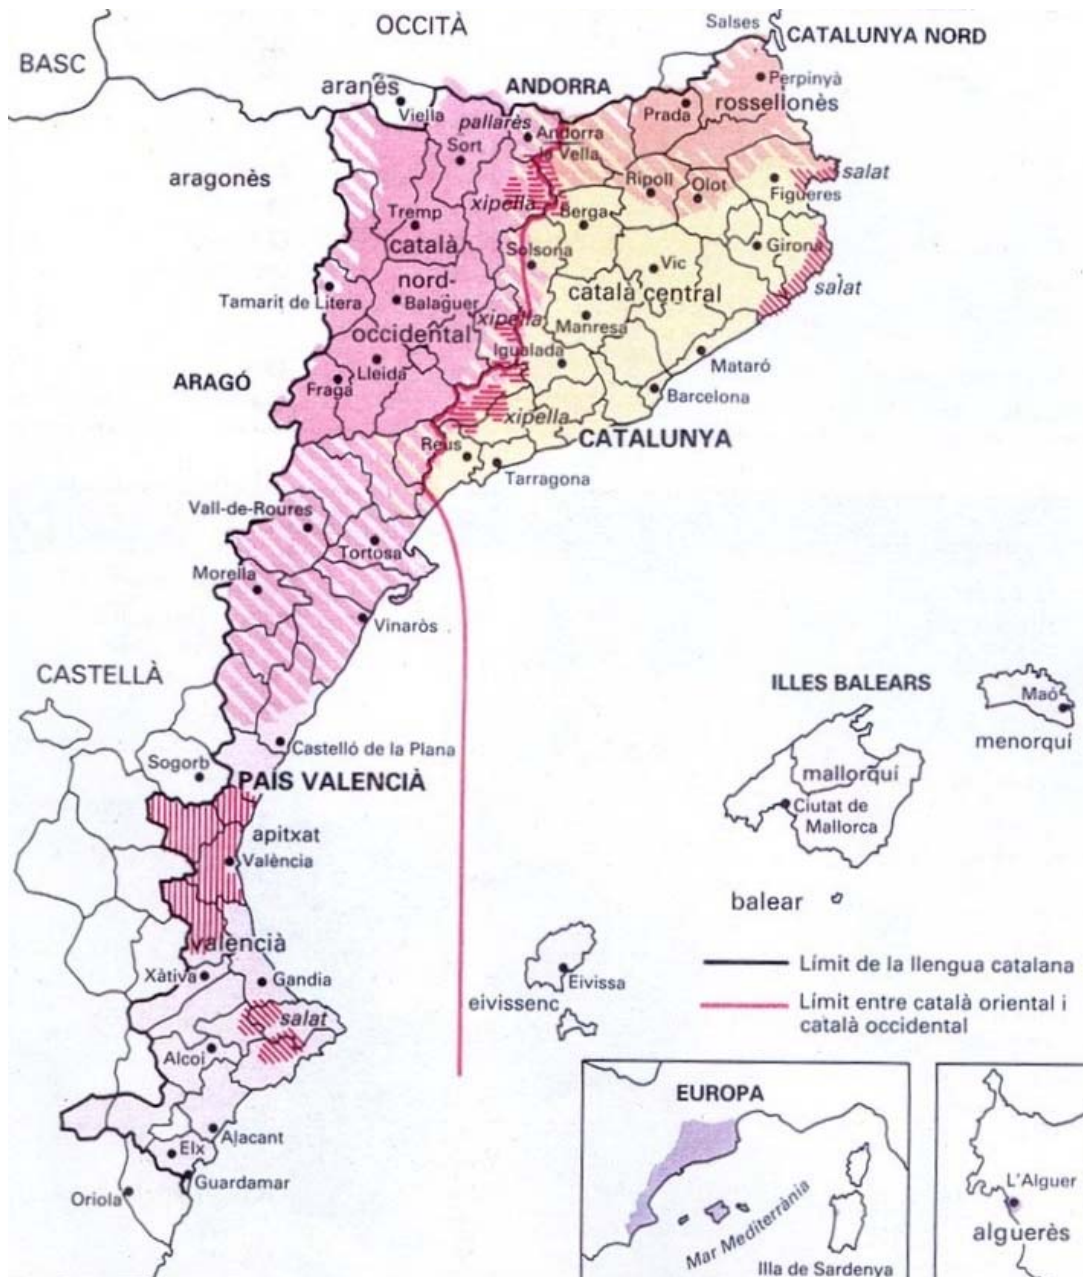 OCCITÀ
Salses
CATALUNYA NORD
BASC
aranés
ANDORRA
Perpinyà
Viella
pallarès
Prada
rossellonès
Andorra
la Vella
Sort
aragonès
salat
Ripoll
Olot
Figueres
xipella
Tremp
Berga
català
Solsona
Girona
Vic
nord-
Tamarit de Litera
Balaguer
català central
salat
xipella
Manresa
occidental
Igualada
Lleida
Mataró
ARAGÓ
Fraga
Barcelona
xipella
Reus
CATALUNYA
Tarragona
Vall-de-Roures
Tortosa
Morella
Vinaròs
CASTELLÀ
ILLES BALEARS
Maó
menorquí
Castelló de la Plana
Sogorb
PAÍS VALENCIÀ
mallorquí
Ciutat de
Mallorca
apitxat
València
balear
valencià
Xàtiva
Gandia
Eivissa
eivissenc
Límit de la llengua catalana
Límit entre català oriental i
català occidental
salat
Alcoi
EUROPA
Alacant
Elx
Guardamar
Oriola
L'Alguer
alguerès
Mar Mediterrània
Illa de Sardenya